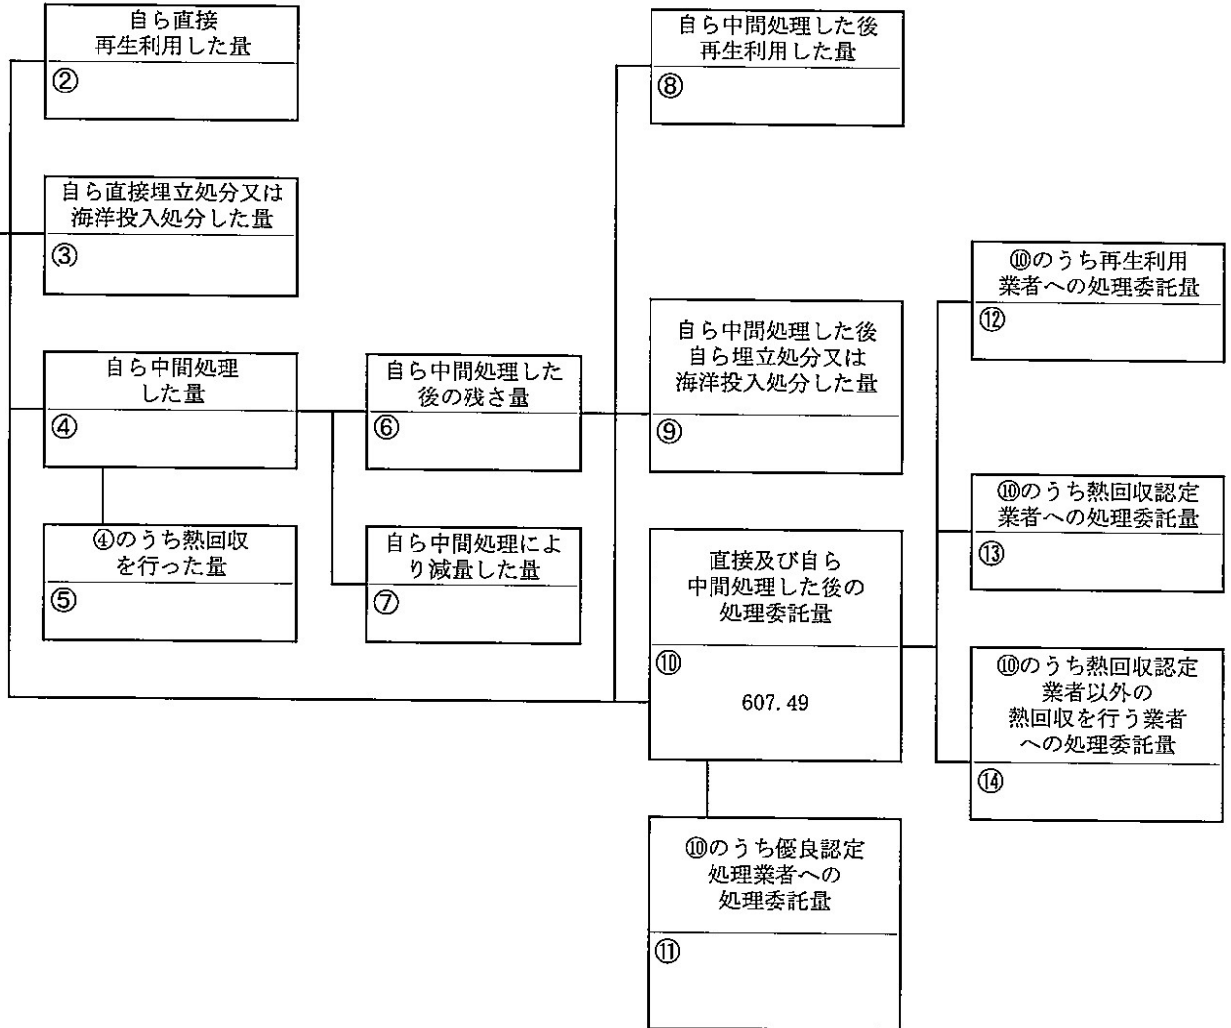 自ら直接
再生利用した量
②
自ら直接埋立処分又は
海洋投入処分した量
③
自ら中間処理
した量
④
④のうち熱回収
を行った量
⑤
自ら中間処理した
後の残さ量
⑥
自ら中間処理によ
り減量した量
⑦
自ら中間処理した後
再生利用した量
⑧
自ら中間処理した後
自ら埋立処分又は
海洋投入処分した量
⑨
直接及び自ら
中間処理した後の
処理委託量
⑩
607.49
⑩のうち優良認定
処理業者への
処理委託量
⑪
⑩のうち再生利用
業者への処理委託量
⑫
⑩のうち熱回収認定
業者への処理委託量
⑬
⑩のうち熱回収認定
業者以外の
熱回収を行う業者
への処理委託量
⑭